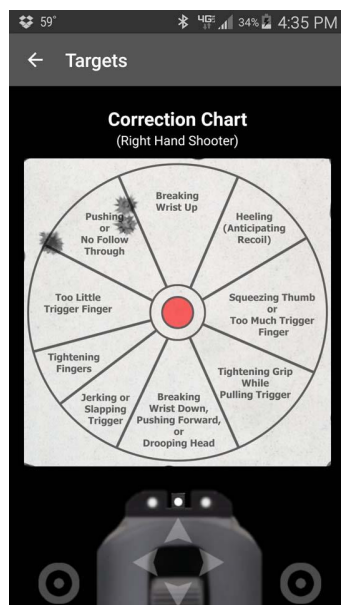 59° 4G 34% 4:35 PM
Targets
Correction Chart
(Right Hand Shooter)
Breaking
Wrist Up
Pushing
or
No Follow
Through
Heeling
(Anticipating
Recoil)
Too Little
Trigger Finger
Squeezing Thumb
or
Too Much Trigger
Finger
Tightening
Fingers
Tightening Grip
While
Pulling Trigger
Jerking or
Slapping
Trigger
Breaking
Wrist Down,
Pushing Forward,
or
Drooping Head